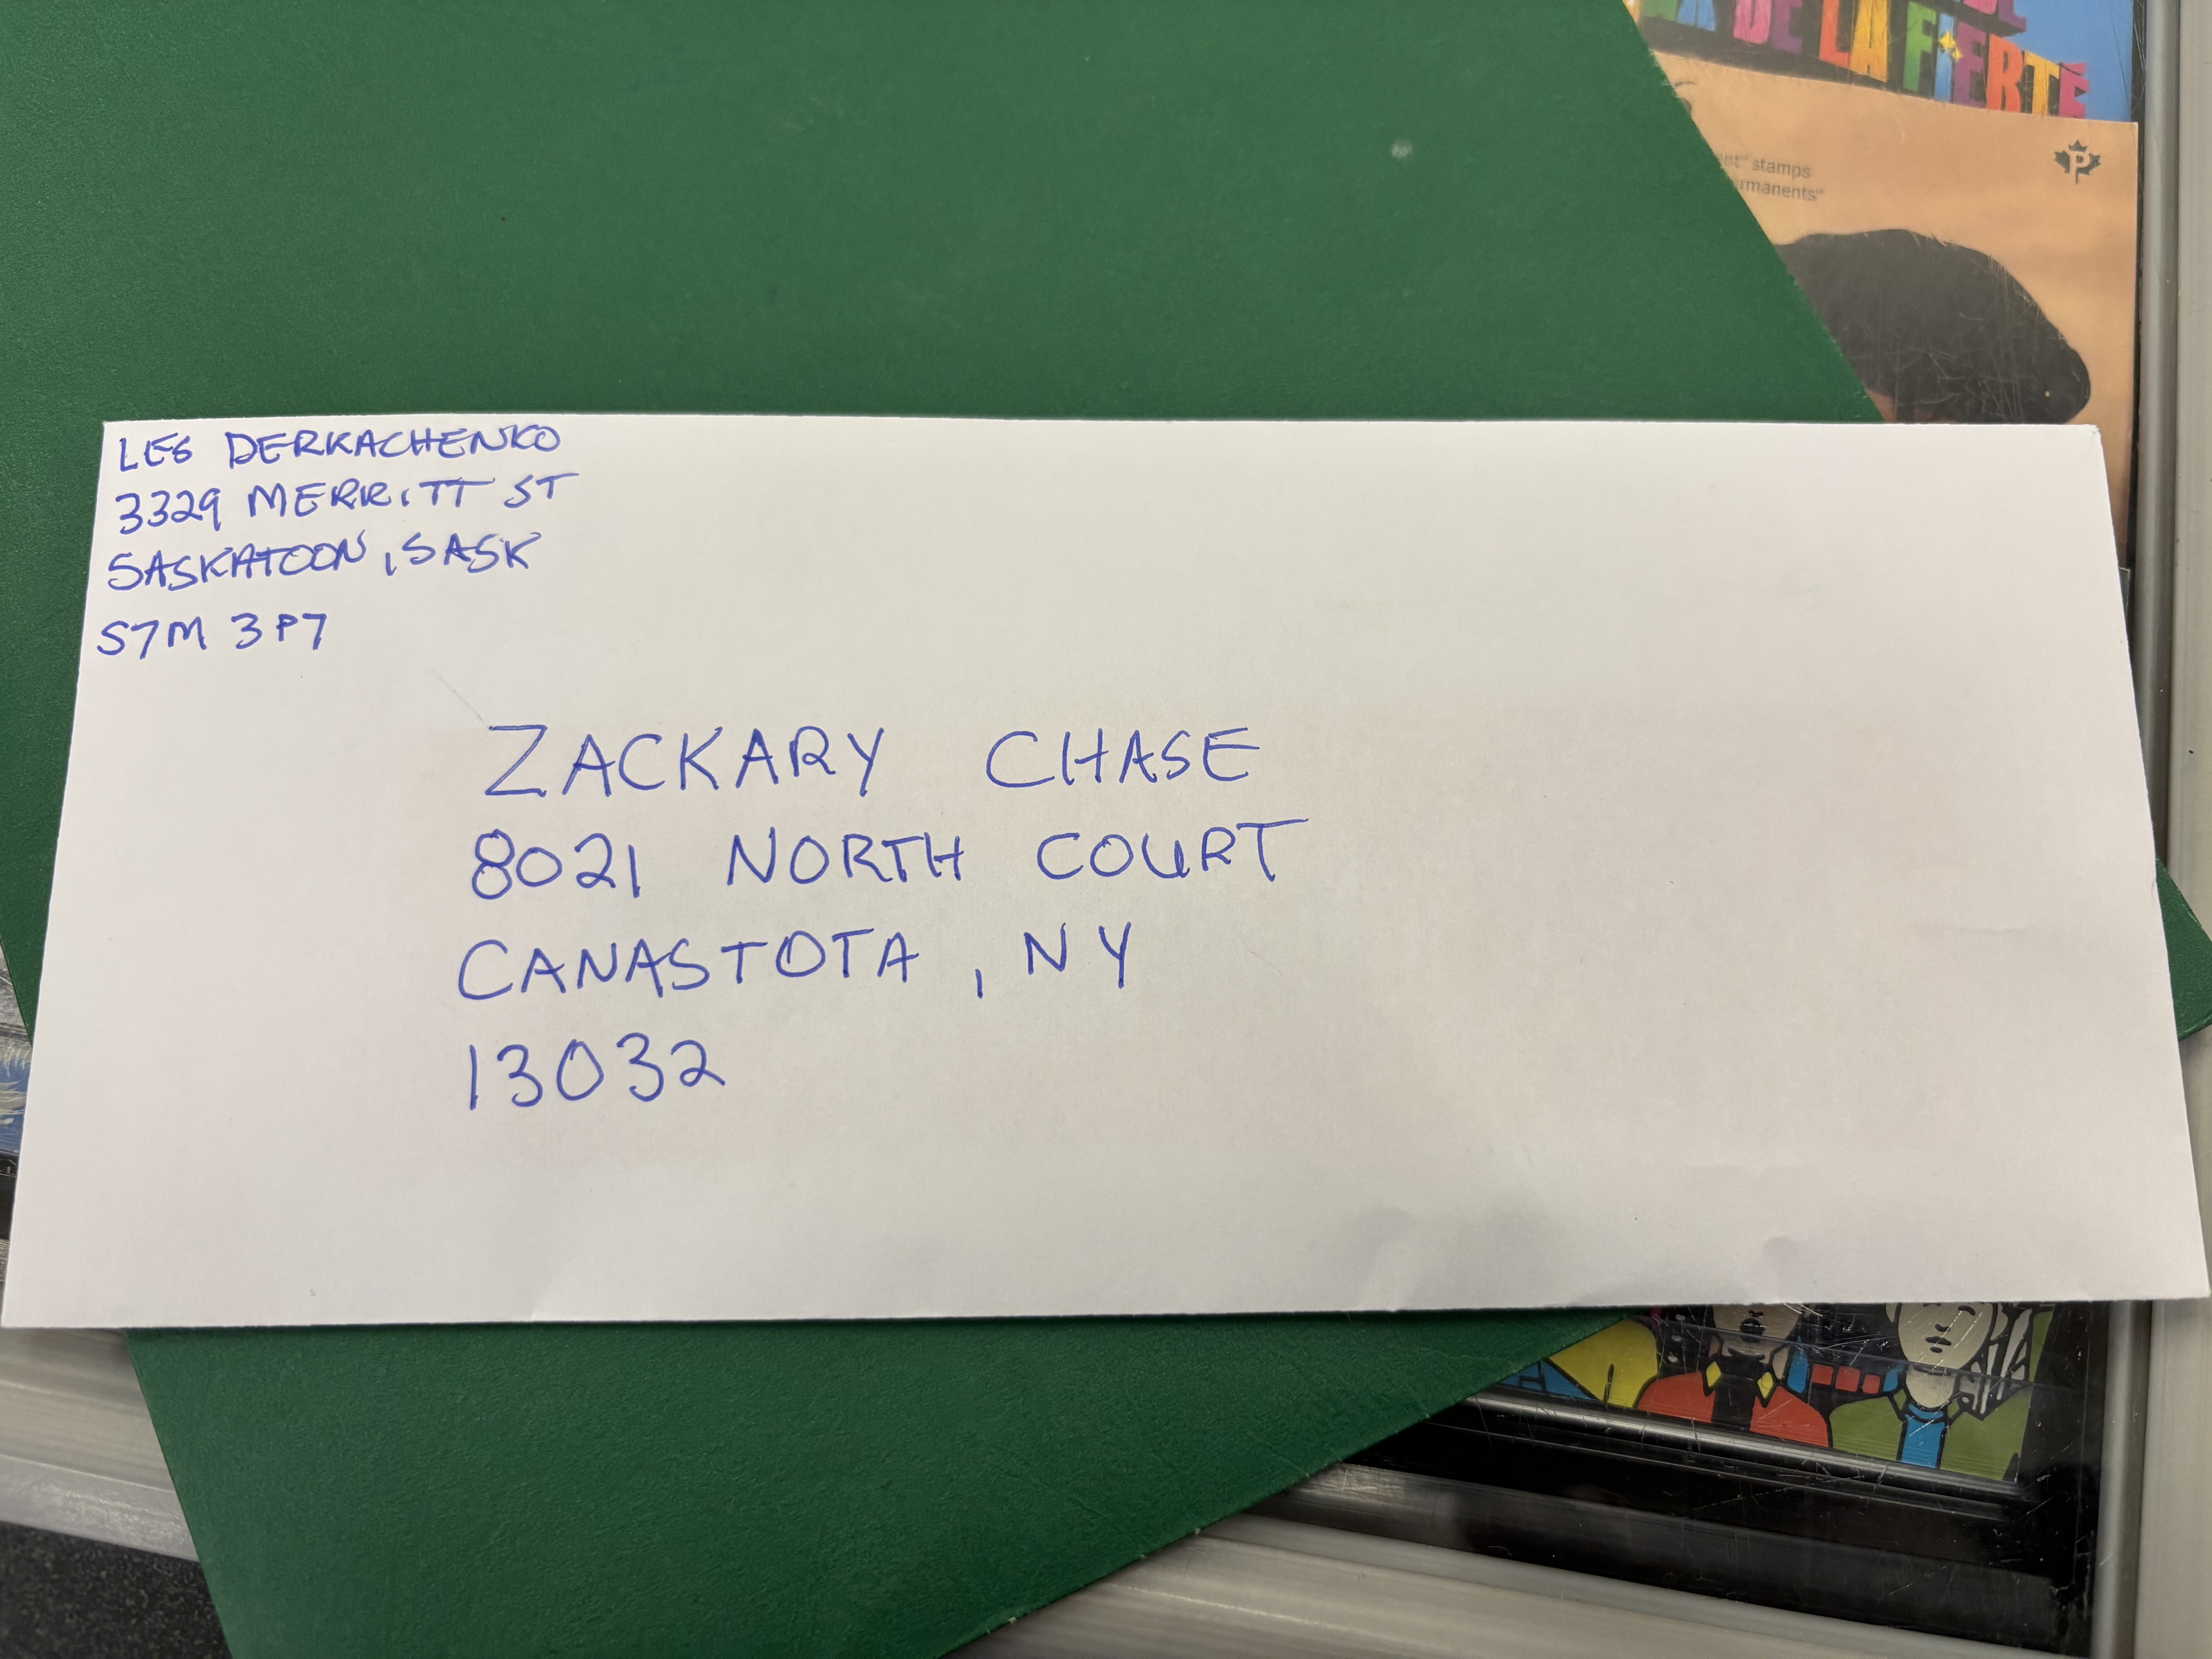 A DE LA FIERTÉ
stamps
P
LES DERKACHENKO
3329 MERRITT ST
SASKATOON, SASK
S7M 3P7
ZACKARY CHASE
8021 NORTH COURT
CANASTOTA, NY
13032